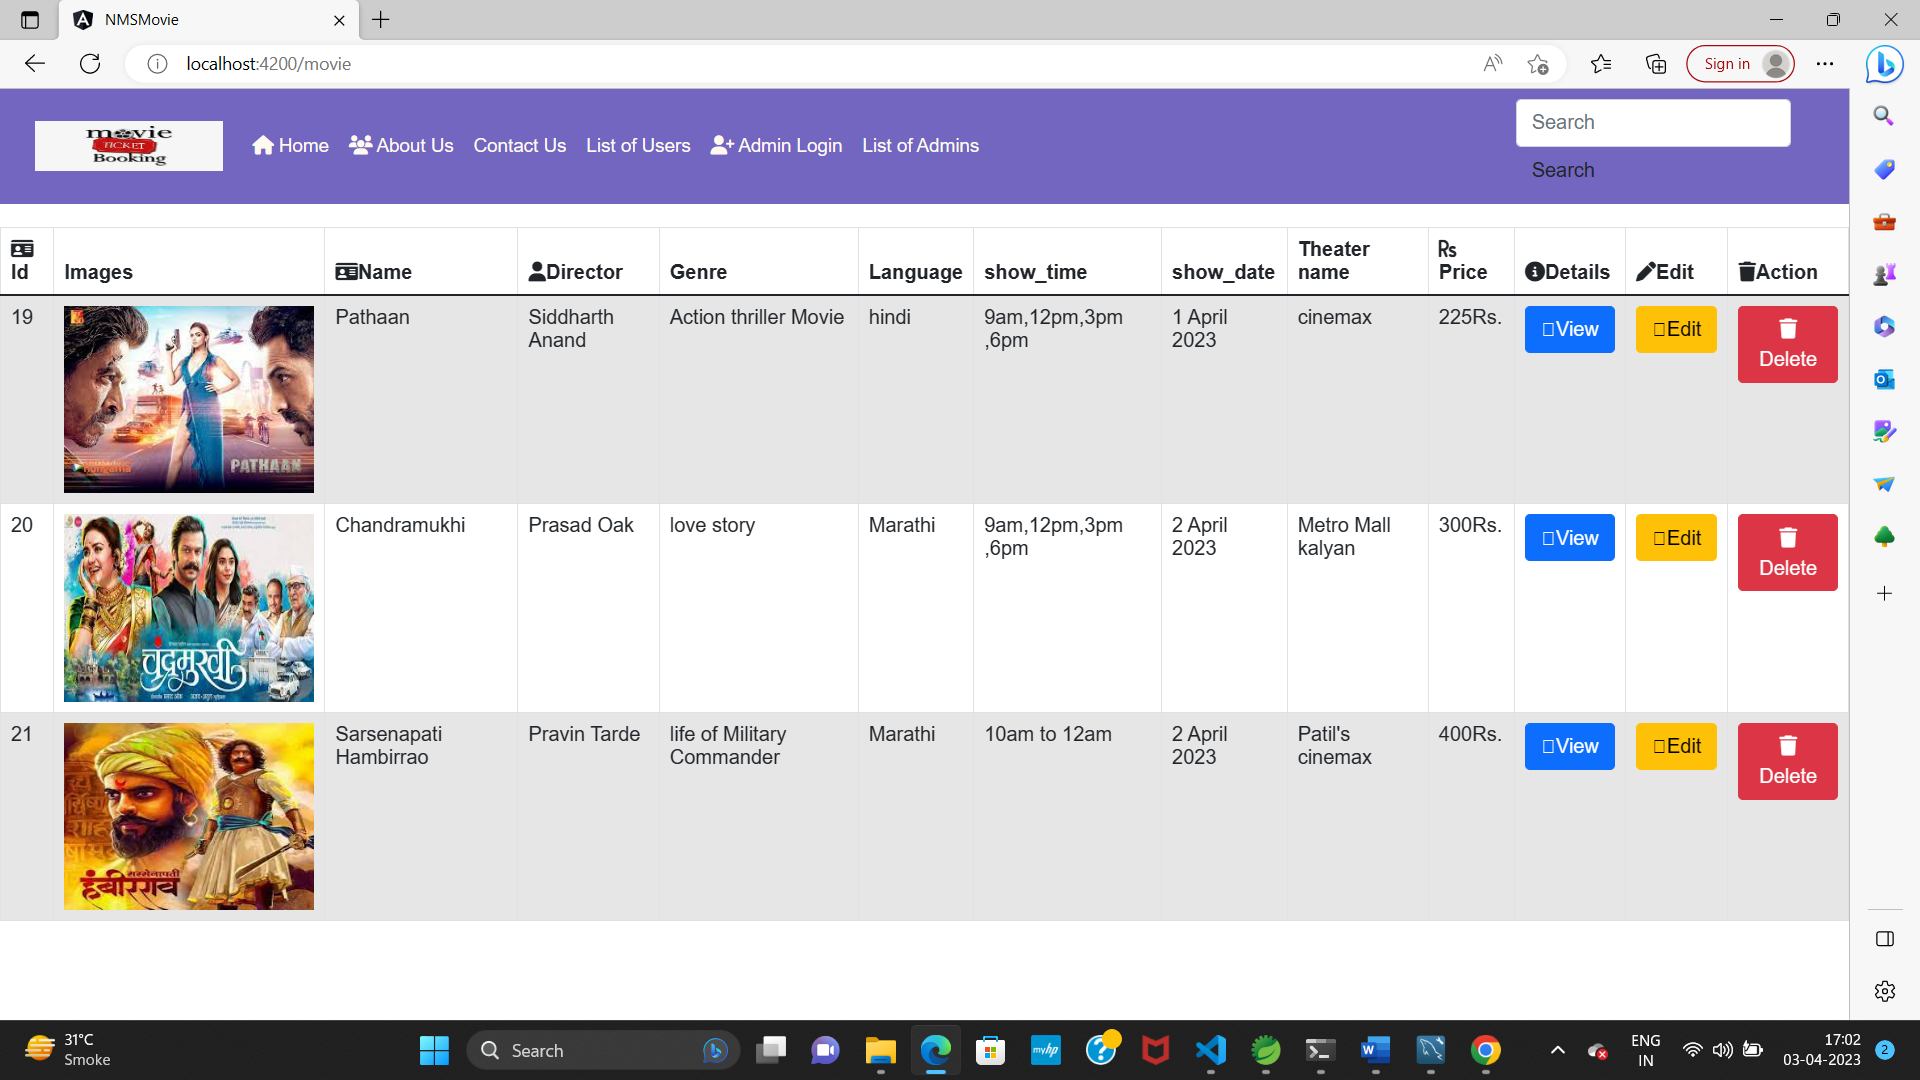 NMSMovie
localhost:4200/movie
Sign in
movie
TICKET
Booking
Home
About Us
Contact Us
List of Users
Admin Login
List of Admins
Search
Search
Id
Images
Name
Director
Genre
Language
show_time
show_date
Theater
name
₨
Price
Details
Edit
Action
19
PATHAAN
Pathaan
Siddharth
Anand
Action thriller Movie
hindi
9am,12pm,3pm
,6pm
1 April
2023
cinemax
225Rs.
View
Edit
Delete
20
चंद्रमुखी
Chandramukhi
Prasad Oak
love story
Marathi
9am,12pm,3pm
,6pm
2 April
2023
Metro Mall
kalyan
300Rs.
View
Edit
Delete
21
सरसेनापती
हंबीरराव
Sarsenapati
Hambirrao
Pravin Tarde
life of Military
Commander
Marathi
10am to 12am
2 April
2023
Patil's
cinemax
400Rs.
View
Edit
Delete
31°C
Smoke
Search
myhp
ENG
IN
17:02
03-04-2023
2